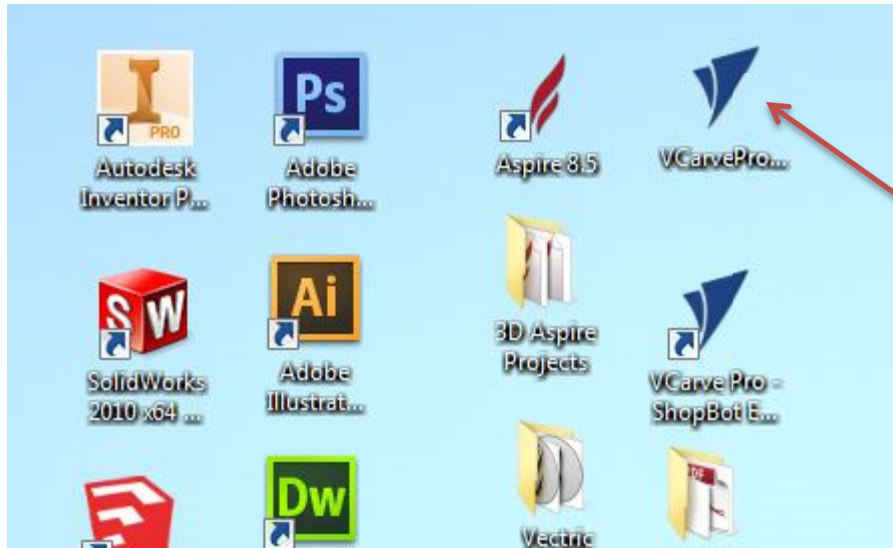 I
PRO
Autodesk
Inventor P...
Ps
Adobe
Photosh...
Aspire 8.5
VCarvePro...
SW
SolidWorks
2010 x64 ...
Ai
Adobe
Illustrat...
3D Aspire
Projects
VCarve Pro -
ShopBot E...
Dw
Vectric
PDF